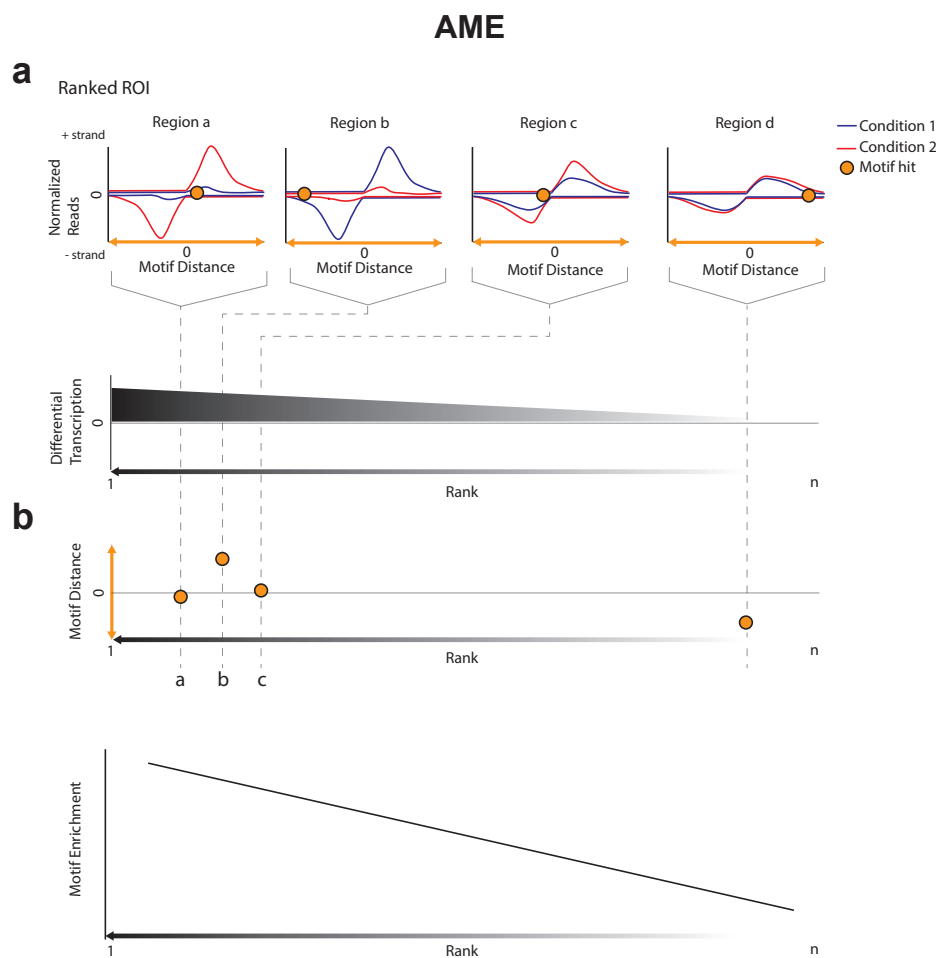 AME
a
Ranked ROI
Region a
Region b
Region c
Region d
+ strand
Normalized
Reads
0
- strand
0
0
0
0
Motif Distance
Motif Distance
Motif Distance
Motif Distance
Condition 1
Condition 2
Motif hit
Differential
Transcription
0
1
Rank
n
b
Motif Distance
0
1
Rank
n
a
b
c
Motif Enrichment
1
Rank
n